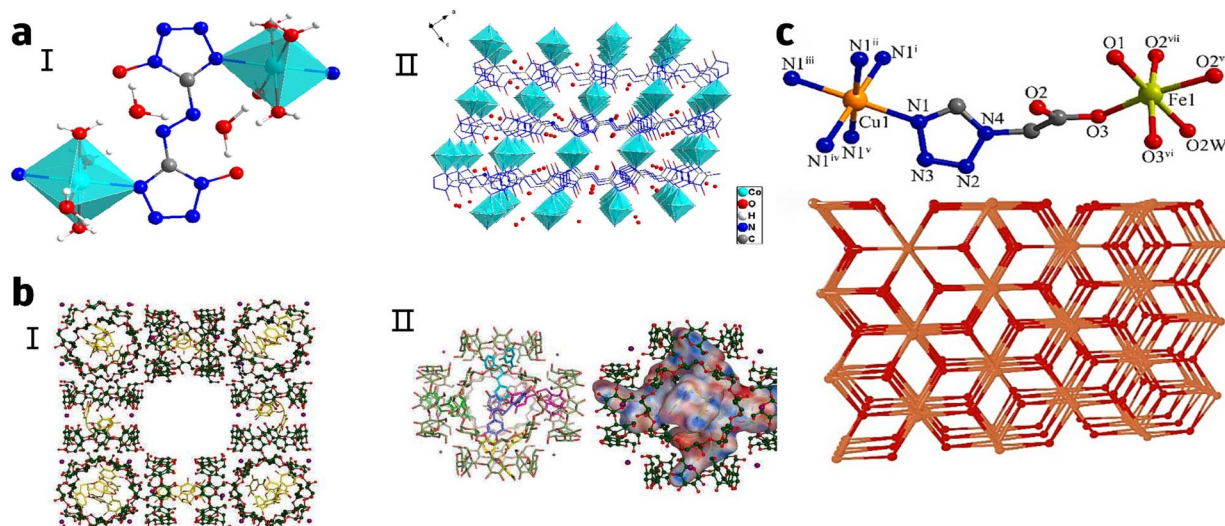 a
I
II
a
c
Co
O
H
N
C
b
I
II
c
N1ⁱⁱⁱ
N1ⁱⁱ
N1ⁱ
N1ⁱᵛ
N1ᵛ
Cu1
N1
N4
N3
N2
O2
O3
O1
O2ᵛⁱⁱ
Fe1
O3ᵛⁱ
O2W